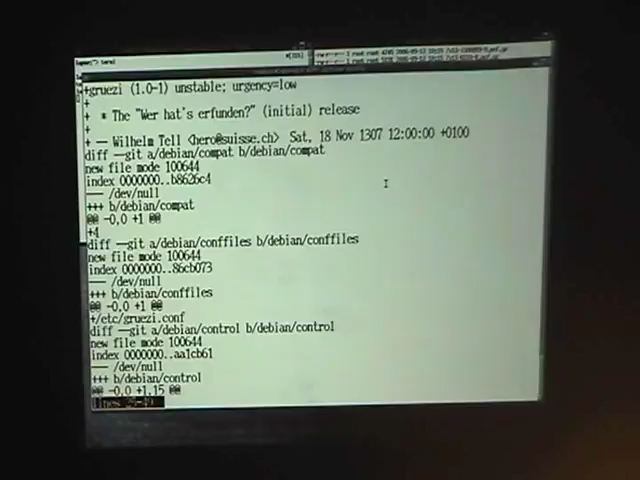 +gruezi (1.0-1) unstable; urgency=low
+
+ * The "Wer hat's erfunden?" (initial) release
+
+ -- Wilhelm Tell <hero@suisse.ch> Sat, 18 Nov 1307 12:00:00 +0100
diff --git a/debian/compat b/debian/compat
new file mode 100644
index 0000000..b8626c4
--- /dev/null
+++ b/debian/compat
@@ -0,0 +1 @@
+4
diff --git a/debian/conffiles b/debian/conffiles
new file mode 100644
index 0000000..86cb073
--- /dev/null
+++ b/debian/conffiles
@@ -0,0 +1 @@
+/etc/gruezi.conf
diff --git a/debian/control b/debian/control
new file mode 100644
index 0000000..aa1cb61
--- /dev/null
+++ b/debian/control
@@ -0,0 +1,15 @@
lines